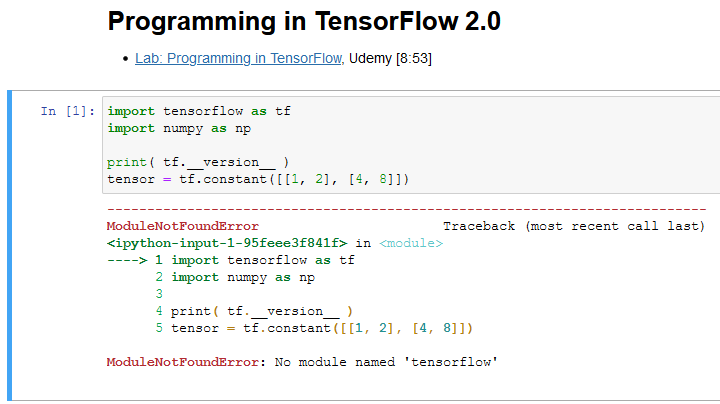 Programming in TensorFlow 2.0
• Lab: Programming in TensorFlow, Udemy [8:53]
In [1]: import tensorflow as tf
import numpy as np
print( tf.__version__ )
tensor = tf.constant([[1, 2], [4, 8]])
---------------------------------------------------------------------------
ModuleNotFoundError                       Traceback (most recent call last)
<ipython-input-1-95feee3f841f> in <module>
----> 1 import tensorflow as tf
      2 import numpy as np
      3
      4 print( tf.__version__ )
      5 tensor = tf.constant([[1, 2], [4, 8]])
ModuleNotFoundError: No module named 'tensorflow'